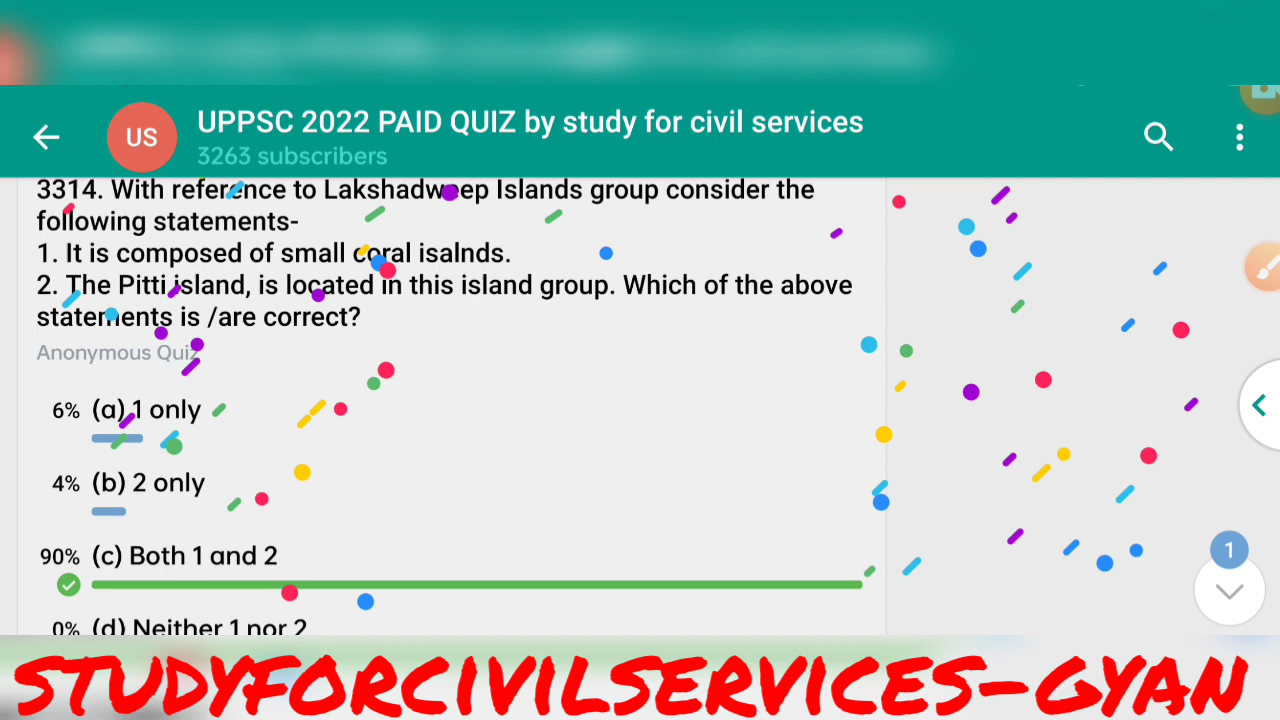 US
UPPSC 2022 PAID QUIZ by study for civil services
3263 subscribers
3314. With reference to Lakshadweep Islands group consider the
following statements-
1. It is composed of small coral isalnds.
2. The Pitti island, is located in this island group. Which of the above
statements is /are correct?
Anonymous Quiz
6% (a) 1 only
4% (b) 2 only
90% (c) Both 1 and 2
1
0% (d) Neither 1 nor 2
STUDYFORCIVILSERVICES-GYAN